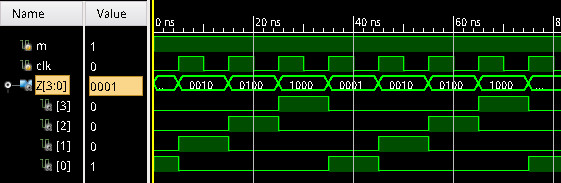 Name Value 0 ns 20 ns 40 ns 60 ns 8
m 1
clk 0
Z[3:0] 0001 ... 0010 0100 1000 0001 0010 0100 1000 ...
[3] 0
[2] 0
[1] 0
[0] 1